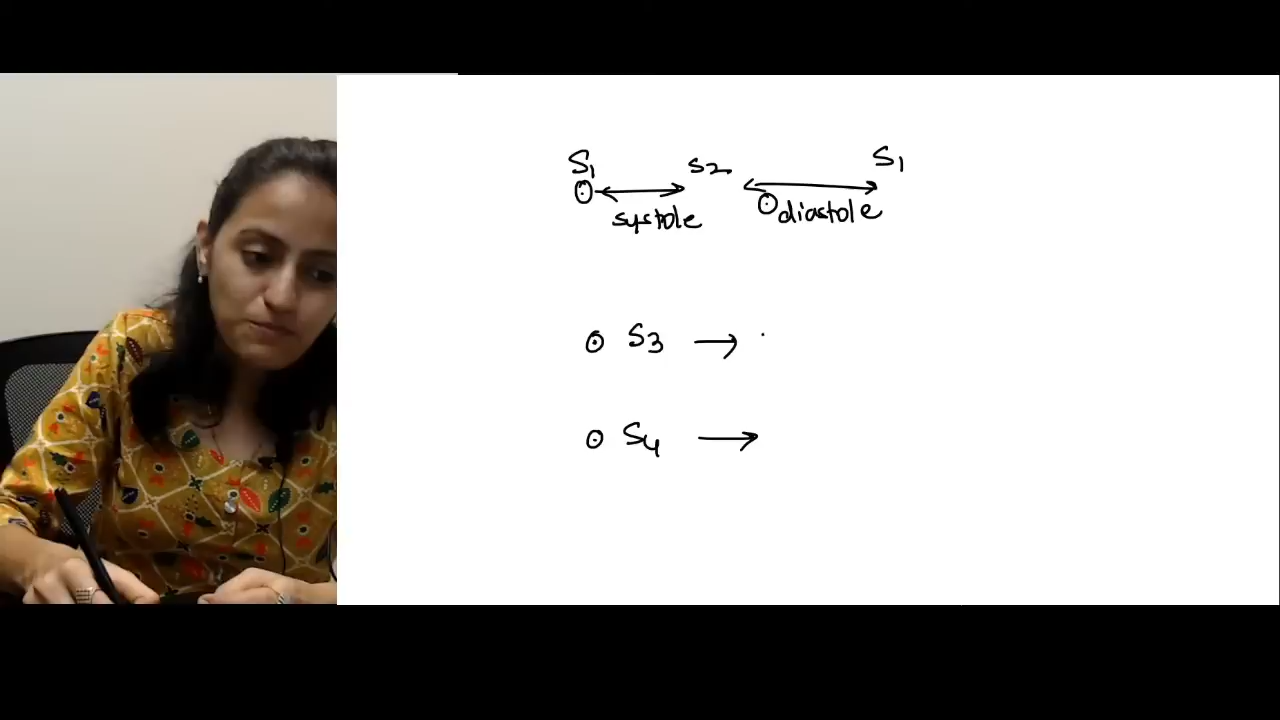 S1 S2 S1
systole diastole
S3 →
S4 →